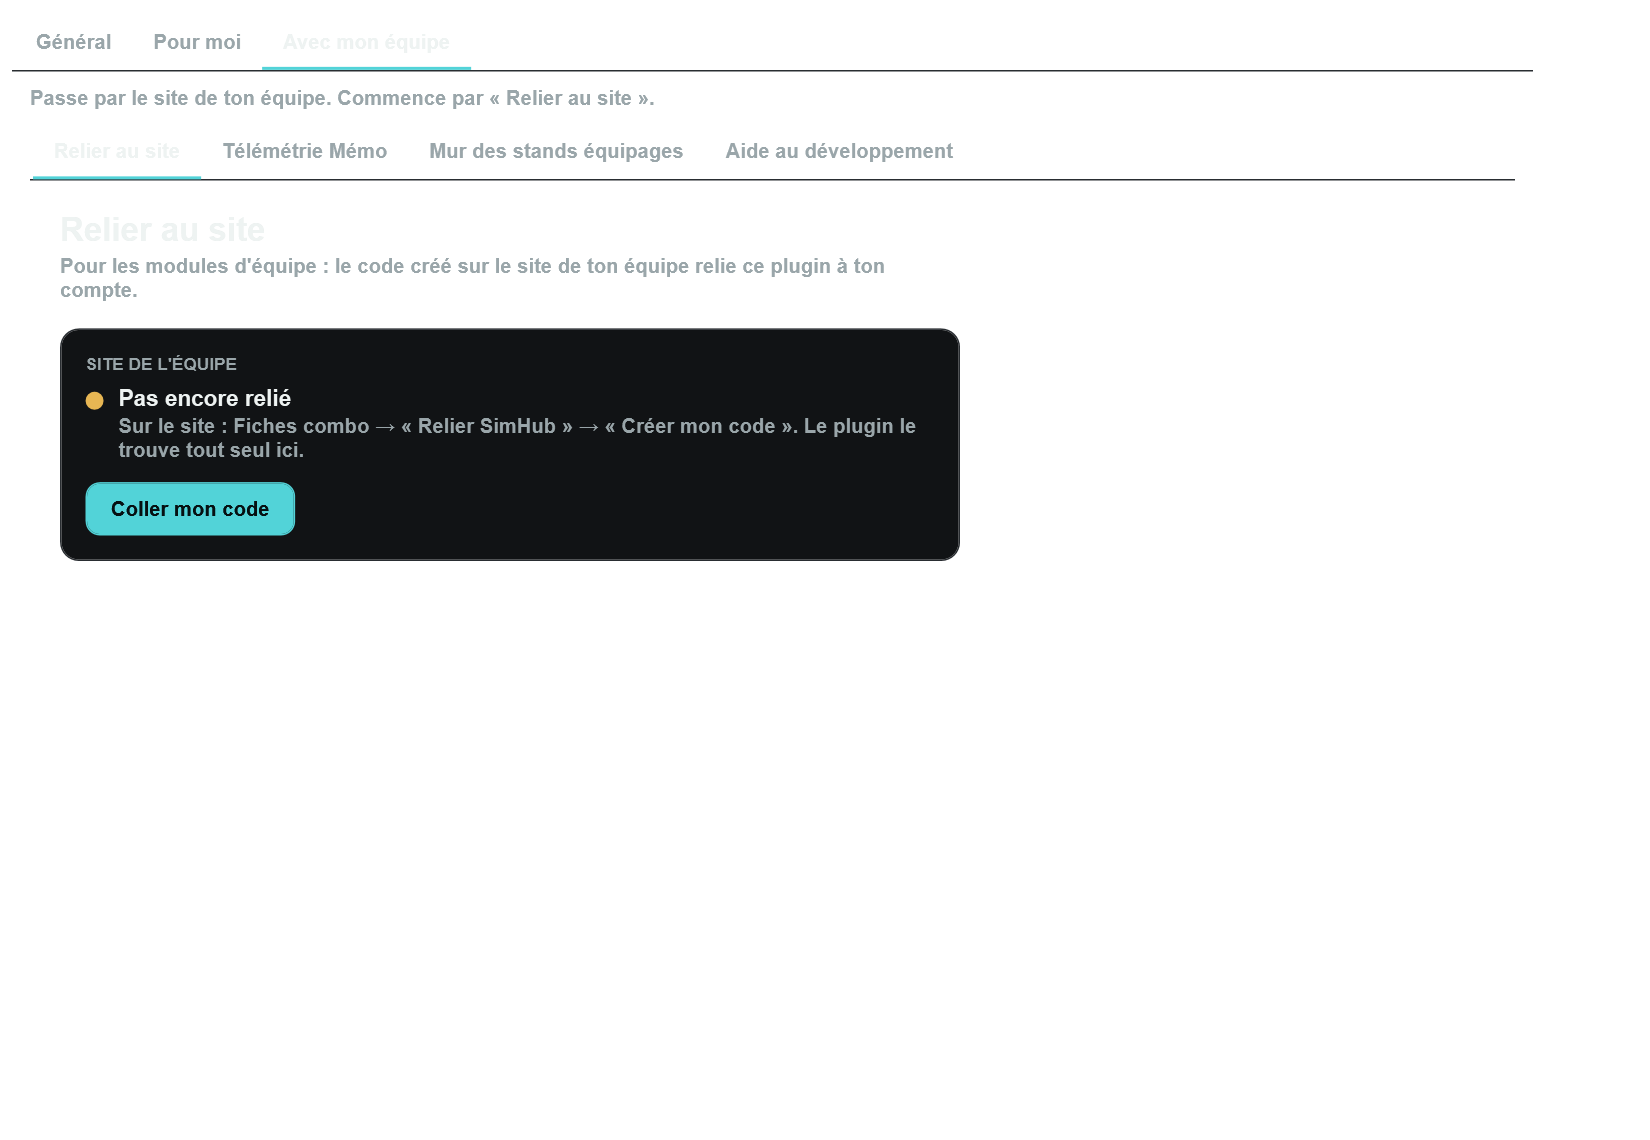 Général Pour moi Avec mon équipe
Passe par le site de ton équipe. Commence par « Relier au site ».
Relier au site Télémétrie Mémo Mur des stands équipages Aide au développement
Relier au site
Pour les modules d'équipe : le code créé sur le site de ton équipe relie ce plugin à ton
compte.
SITE DE L'ÉQUIPE
Pas encore relié
Sur le site : Fiches combo → « Relier SimHub » → « Créer mon code ». Le plugin le
trouve tout seul ici.
Coller mon code